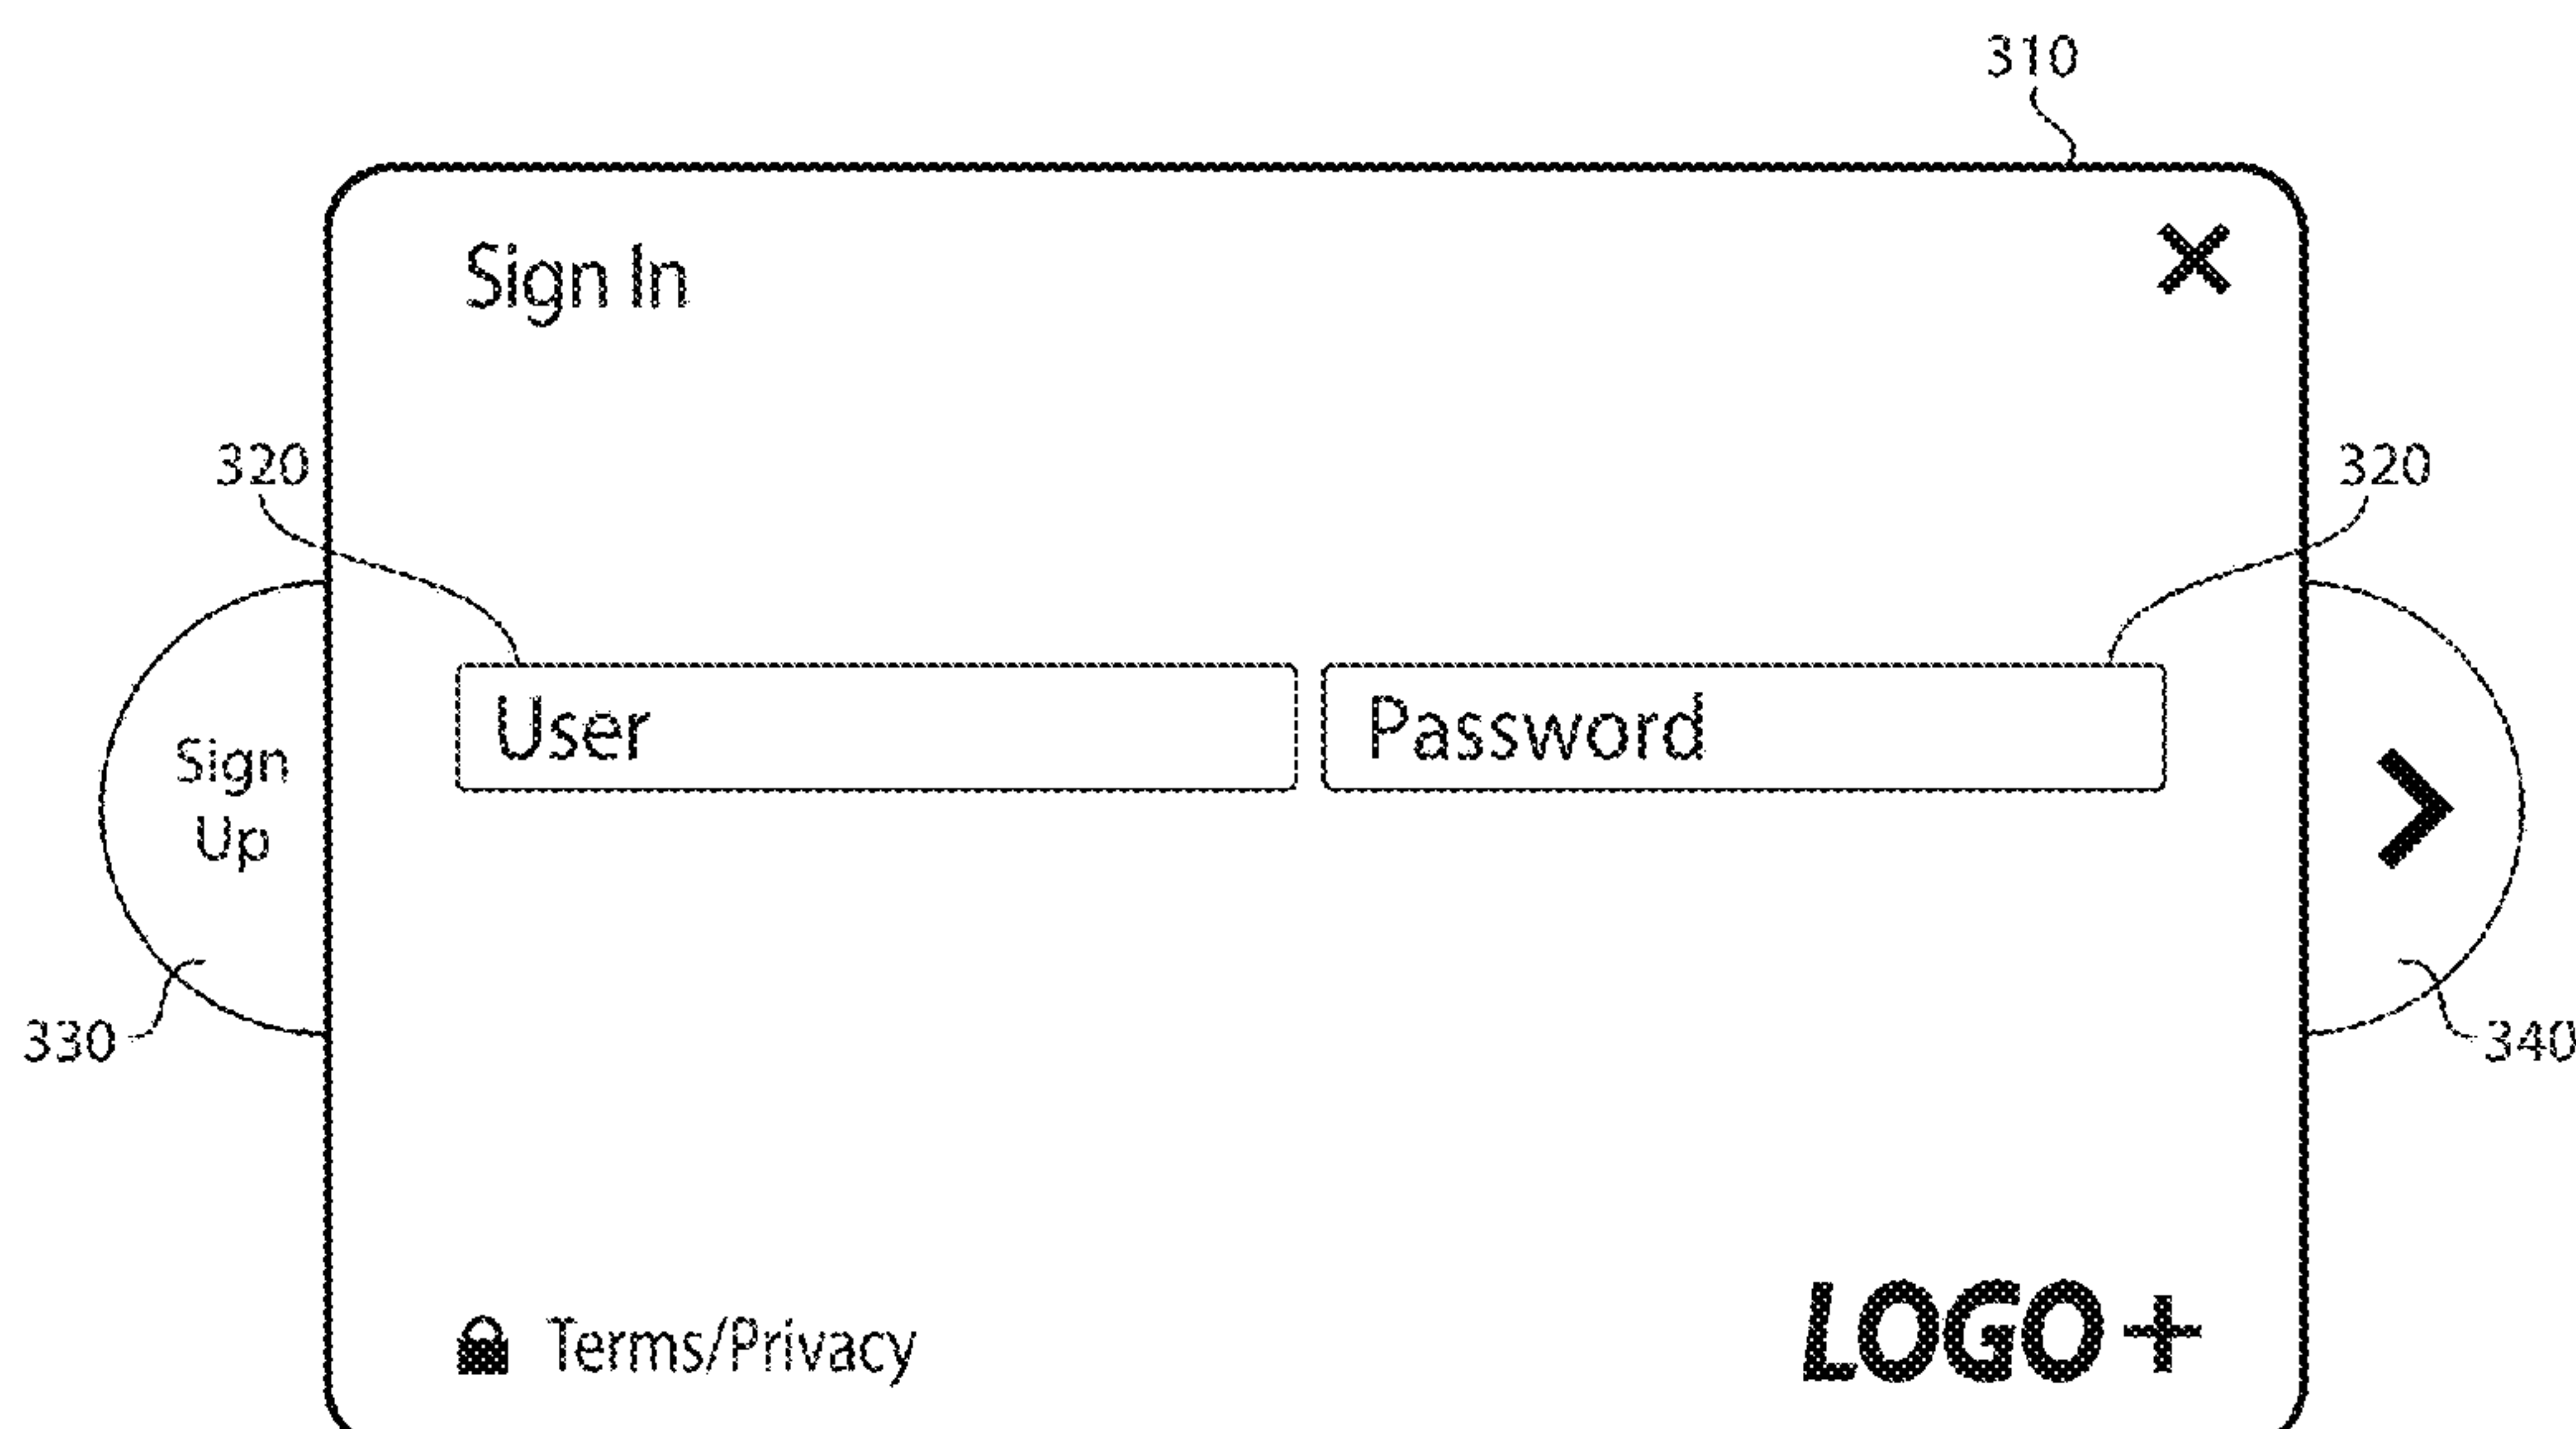 310
Sign In
320
320
User
Password
Sign
Up
330
340
Terms/Privacy
LOGO+